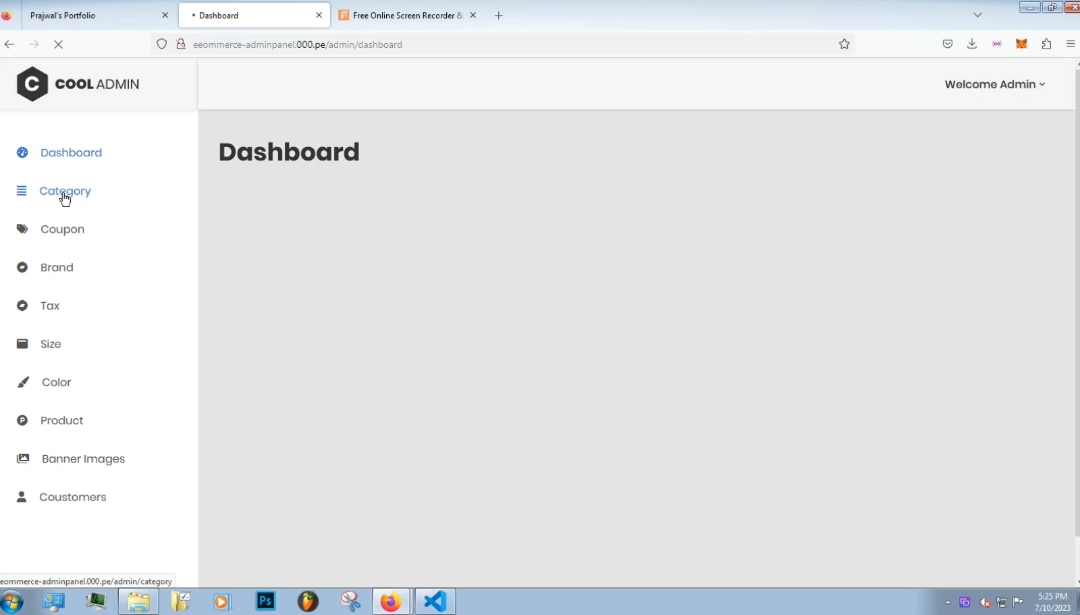 Prajwal's Portfolio
Dashboard
Free Online Screen Recorder &
eeommerce-adminpanel.000.pe/admin/dashboard
C COOL ADMIN
Welcome Admin
Dashboard
Dashboard
Category
Coupon
Brand
Tax
Size
Color
Product
Banner Images
Coustomers
eommerce-adminpanel.000.pe/admin/category
Ps
5:25 PM
7/10/2023